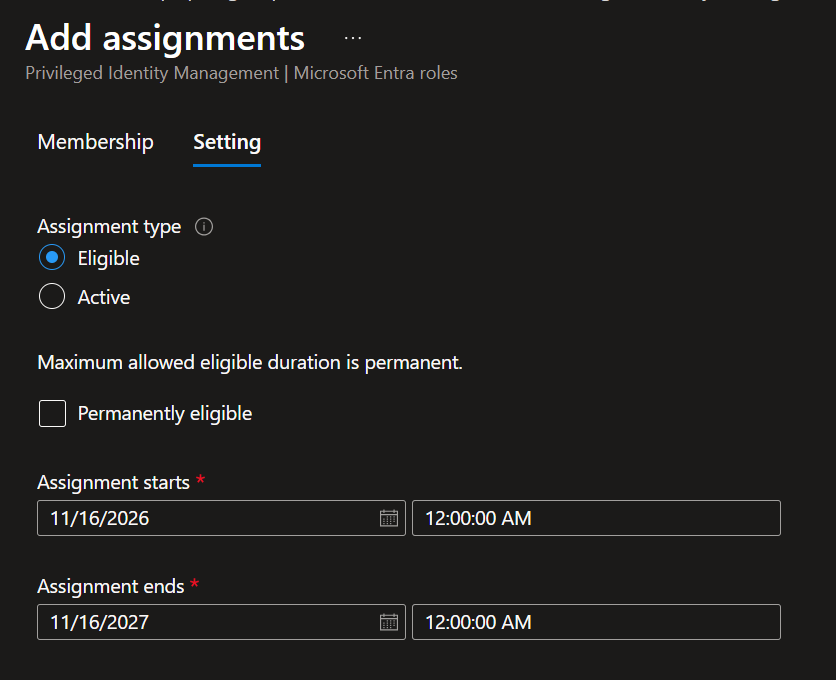 Add assignments ...
Privileged Identity Management | Microsoft Entra roles
Membership Setting
Assignment type
Eligible
Active
Maximum allowed eligible duration is permanent.
Permanently eligible
Assignment starts *
11/16/2026 12:00:00 AM
Assignment ends *
11/16/2027 12:00:00 AM